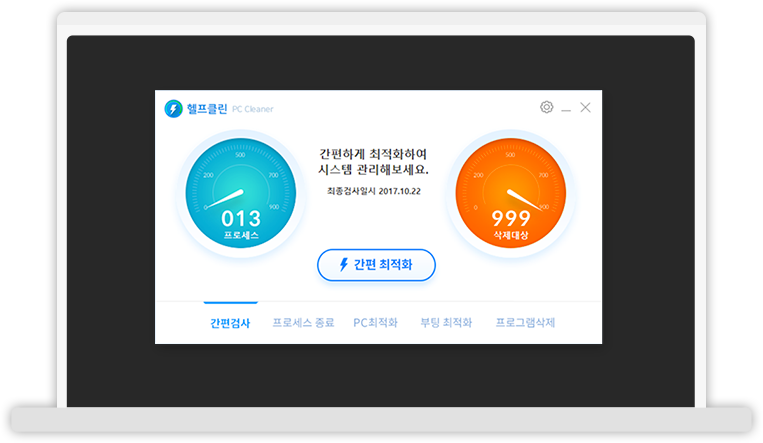 헬프클린 PC Cleaner
500
200
700
0
900
013
프로세스
간편하게 최적화하여
시스템 관리해보세요.
최종검사일시 2017.10.22
500
200
700
0
900
999
삭제대상
간편 최적화
간편검사 프로세스 종료 PC최적화 부팅 최적화 프로그램삭제